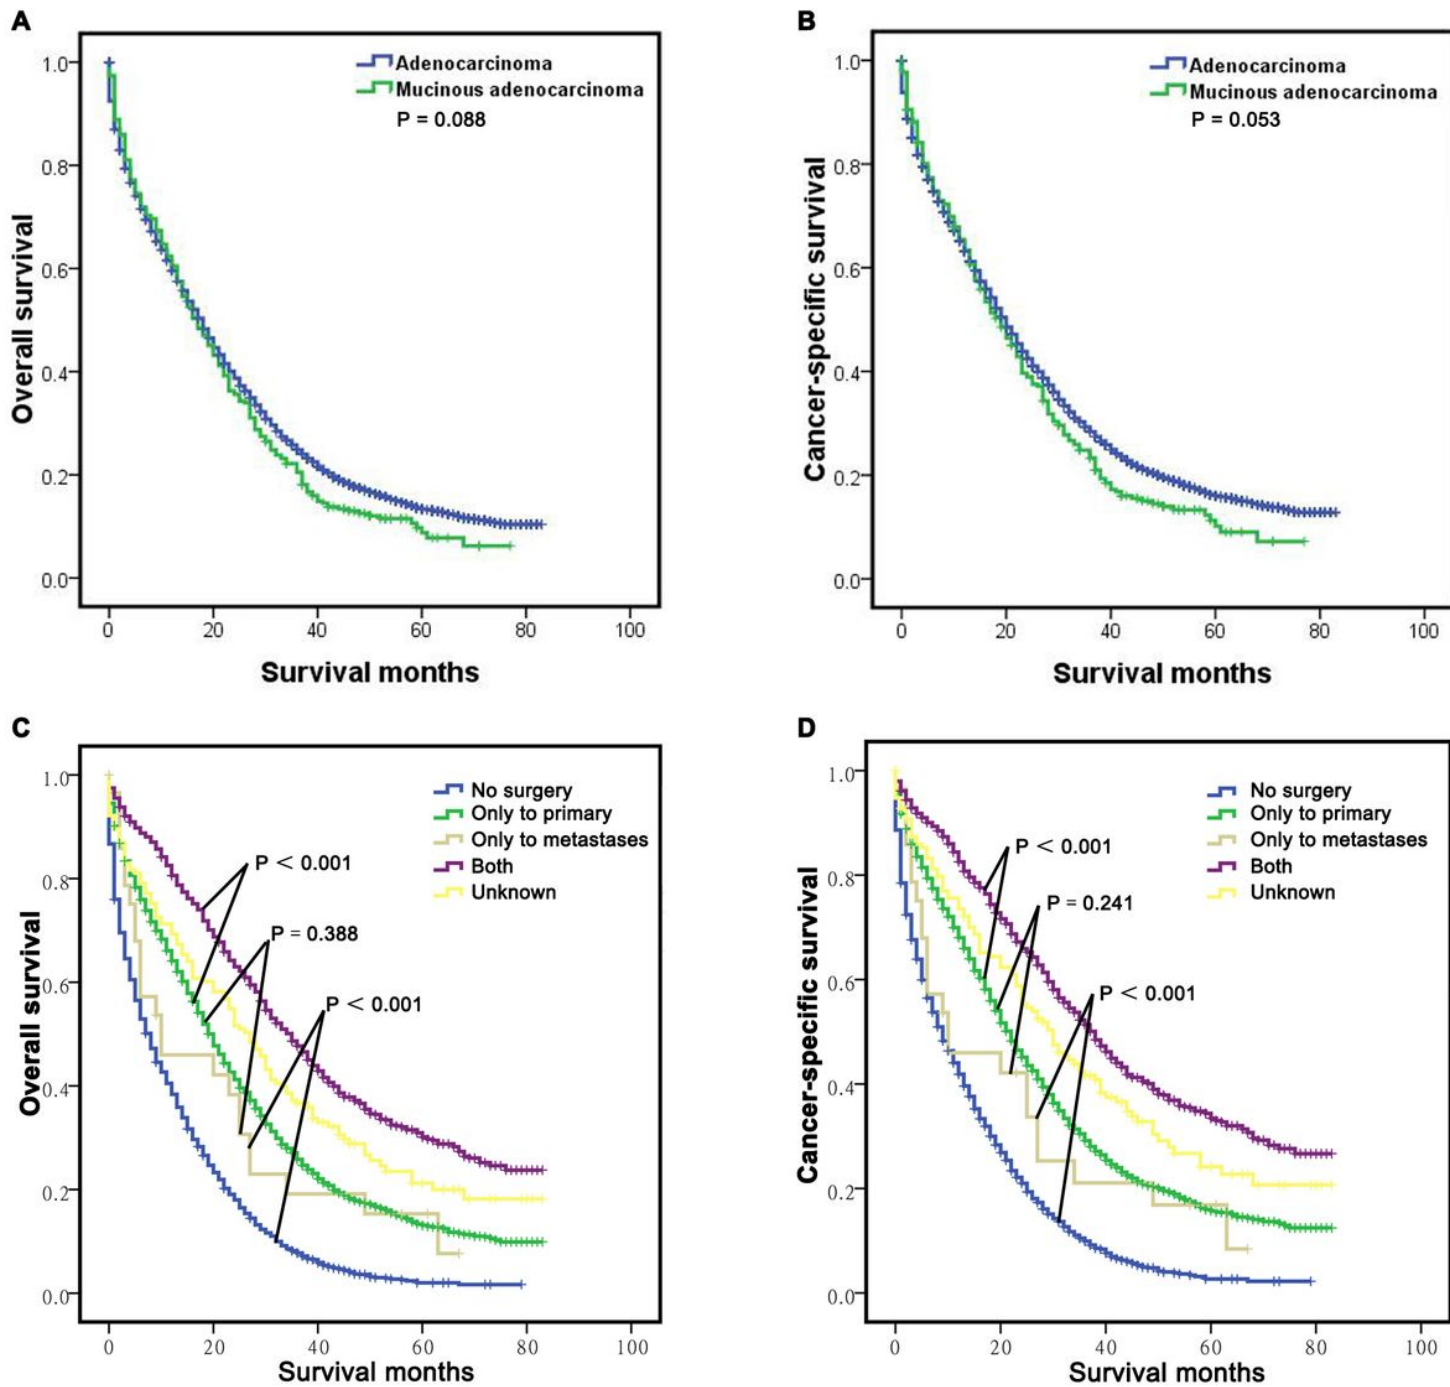 A
Adenocarcinoma
Mucinous adenocarcinoma
P = 0.088
Overall survival
1.0
0.8
0.6
0.4
0.2
0.0
0 20 40 60 80 100
Survival months
B
Adenocarcinoma
Mucinous adenocarcinoma
P = 0.053
Cancer-specific survival
1.0
0.8
0.6
0.4
0.2
0.0
0 20 40 60 80 100
Survival months
C
No surgery
Only to primary
Only to metastases
Both
Unknown
P < 0.001
P = 0.388
P < 0.001
Overall survival
1.0
0.8
0.6
0.4
0.2
0.0
0 20 40 60 80 100
Survival months
D
No surgery
Only to primary
Only to metastases
Both
Unknown
P < 0.001
P = 0.241
P < 0.001
Cancer-specific survival
1.0
0.8
0.6
0.4
0.2
0.0
0 20 40 60 80 100
Survival months